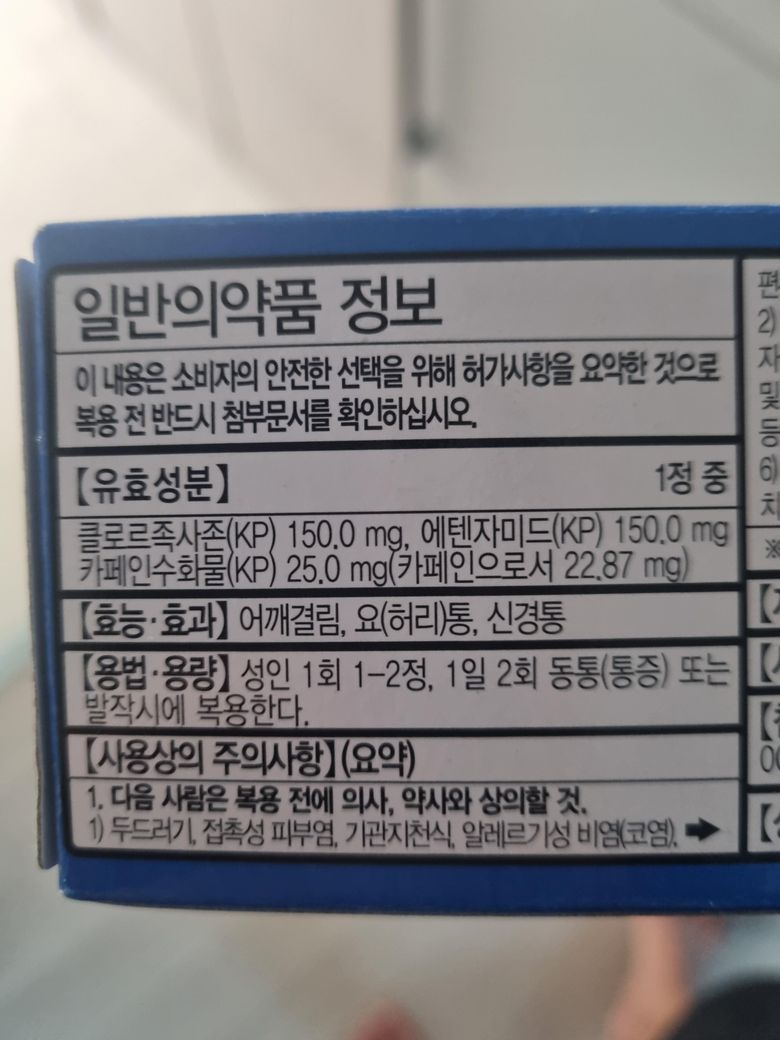 일반의약품 정보
이 내용은 소비자의 안전한 선택을 위해 허가사항을 요약한 것으로
복용 전 반드시 첨부문서를 확인하십시오.
【유효성분】 1정 중
클로르족사존(KP) 150.0 mg, 에텐자미드(KP) 150.0 mg
카페인수화물(KP) 25.0 mg(카페인으로서 22.87 mg)
【효능·효과】 어깨결림, 요(허리)통, 신경통
【용법·용량】 성인 1회 1-2정, 1일 2회 동통(통증) 또는
발작시에 복용한다.
【사용상의 주의사항】(요약)
1. 다음 사람은 복용 전에 의사, 약사와 상의할 것.
1) 두드러기, 접촉성 피부염, 기관지천식, 알레르기성 비염(코염), ➡
편
2)
자
및
등
6)
치
※